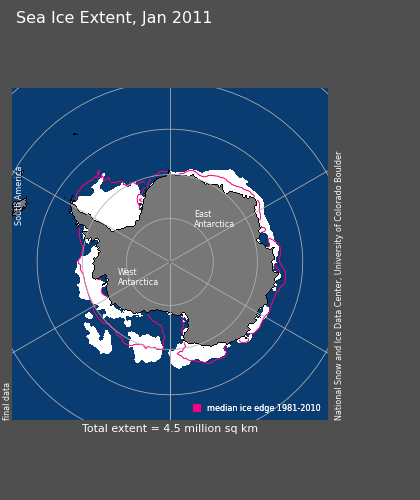 Sea Ice Extent, Jan 2011
South America
East
Antarctica
West
Antarctica
National Snow and Ice Data Center, University of Colorado Boulder
final data
median ice edge 1981-2010
Total extent = 4.5 million sq km